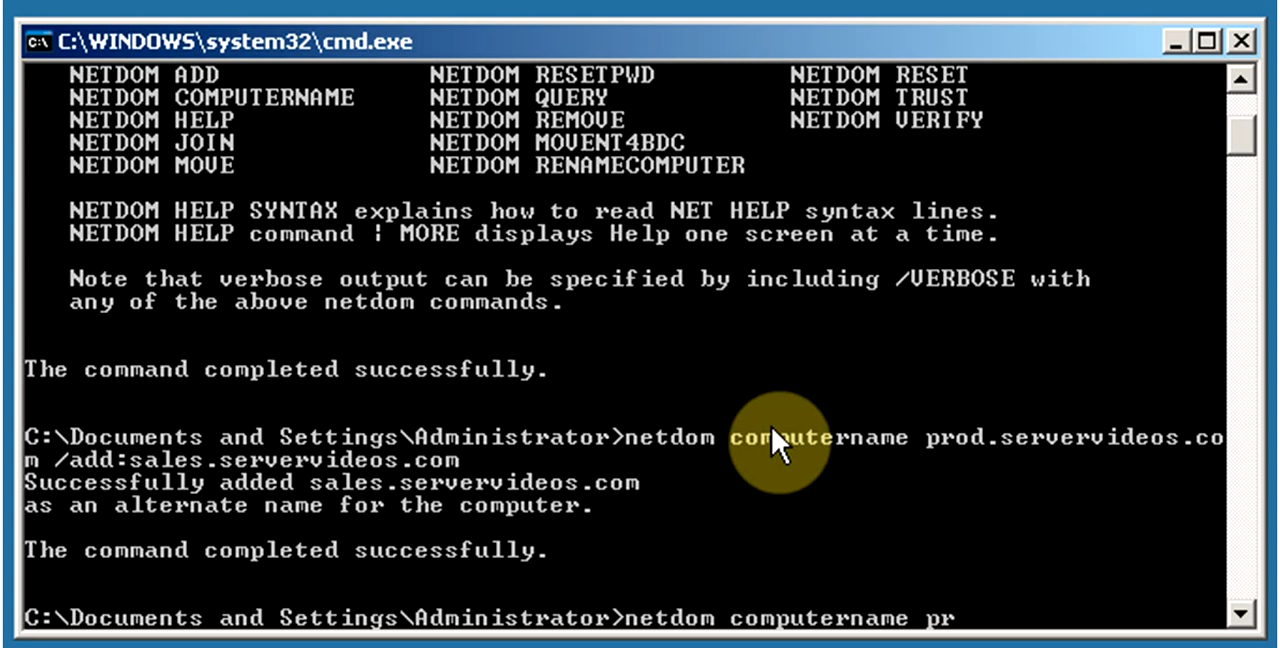 C:\WINDOWS\system32\cmd.exe
NETDOM ADD NETDOM RESETPWD NETDOM RESET
NETDOM COMPUTERNAME NETDOM QUERY NETDOM TRUST
NETDOM HELP NETDOM REMOVE NETDOM VERIFY
NETDOM JOIN NETDOM MOVENT4BDC
NETDOM MOVE NETDOM RENAMECOMPUTER
NETDOM HELP SYNTAX explains how to read NET HELP syntax lines.
NETDOM HELP command ¦ MORE displays Help one screen at a time.
Note that verbose output can be specified by including /VERBOSE with
any of the above netdom commands.
The command completed successfully.
C:\Documents and Settings\Administrator>netdom computername prod.servervideos.co
m /add:sales.servervideos.com
Successfully added sales.servervideos.com
as an alternate name for the computer.
The command completed successfully.
C:\Documents and Settings\Administrator>netdom computername pr